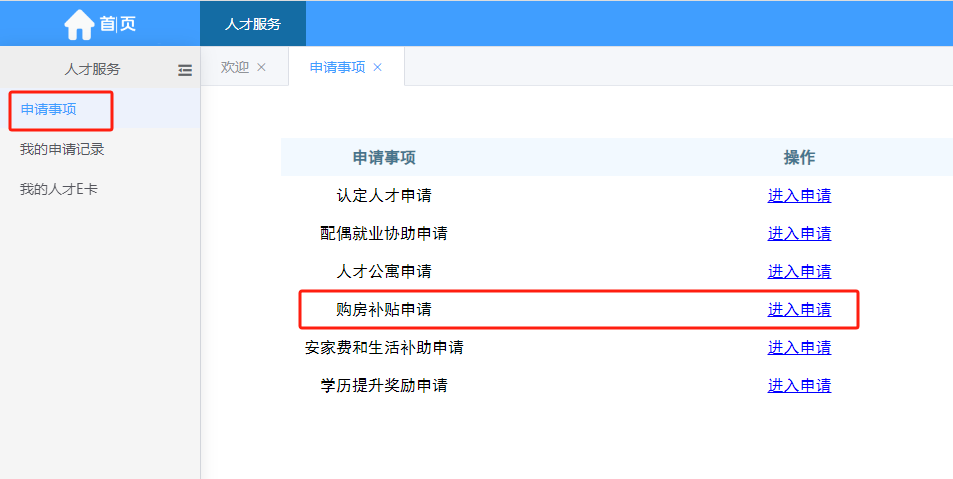 首页 人才服务
人才服务
欢迎 × 申请事项 ×
申请事项
我的申请记录
我的人才E卡
申请事项 操作
认定人才申请 进入申请
配偶就业协助申请 进入申请
人才公寓申请 进入申请
购房补贴申请 进入申请
安家费和生活补助申请 进入申请
学历提升奖励申请 进入申请